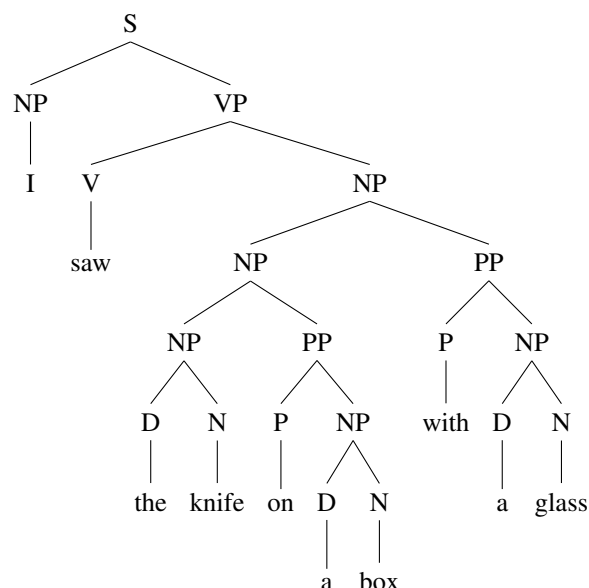 S
NP VP
I V NP
saw NP PP
NP PP P NP
D N P NP with D N
the knife on D N a glass
a box